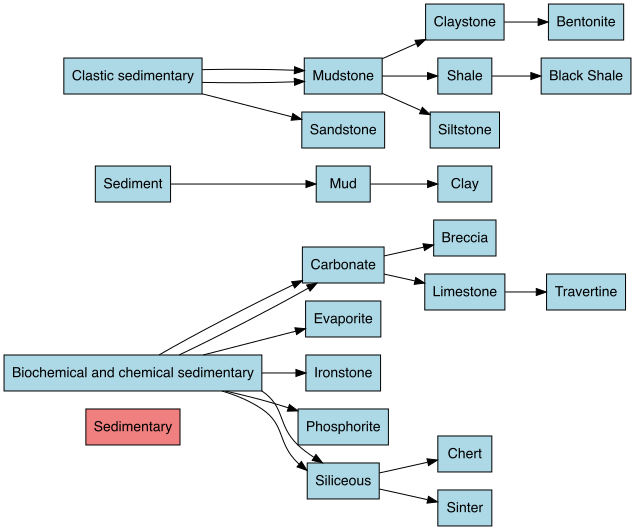 Claystone
Bentonite
Clastic sedimentary
Mudstone
Shale
Black Shale
Sandstone
Siltstone
Sediment
Mud
Clay
Breccia
Carbonate
Limestone
Travertine
Evaporite
Biochemical and chemical sedimentary
Ironstone
Sedimentary
Phosphorite
Chert
Siliceous
Sinter